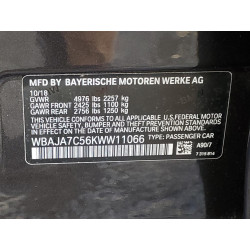 MFD BY BAYERISCHE MOTOREN WERKE AG
10/18
GVWR 4976 lbs 2257 kg
GAWR FR 2425 lbs 1100 kg
GAWR RR 2756 lbs 1250 kg
THIS VEHICLE CONFORMS TO ALL APPLICABLE
FEDERAL MOTOR VEHICLE SAFETY, BUMPER, AND
THEFT PREVENTION STANDARDS IN EFFECT ON
THE DATE OF MANUFACTURE SHOWN ABOVE.
WBAJA7C56KWW11066
TYPE: PASSENGER CAR
A90/7